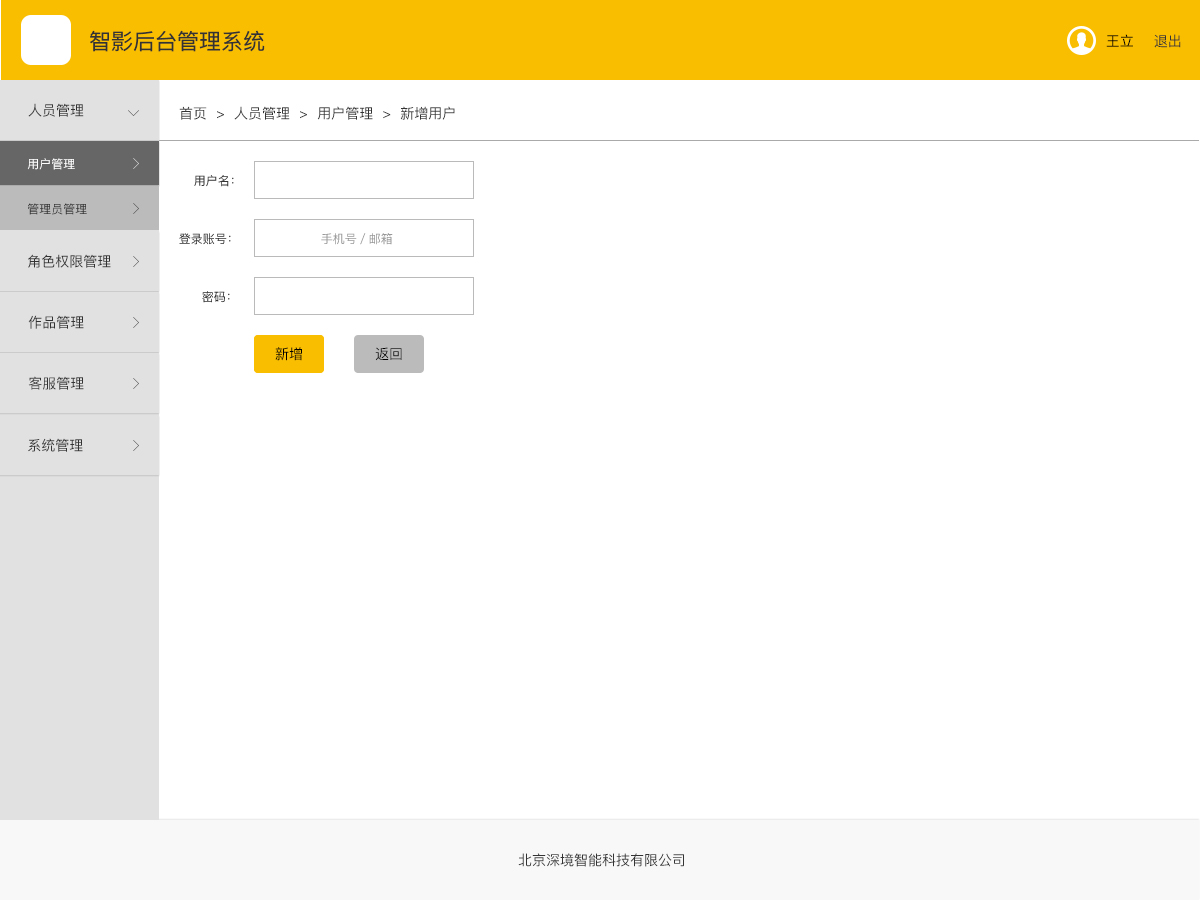 智影后台管理系统
王立 退出
人员管理
用户管理
管理员管理
角色权限管理
作品管理
客服管理
系统管理
首页 > 人员管理 > 用户管理 > 新增用户
用户名：
登录账号： 手机号 / 邮箱
密码：
新增 返回
北京深境智能科技有限公司